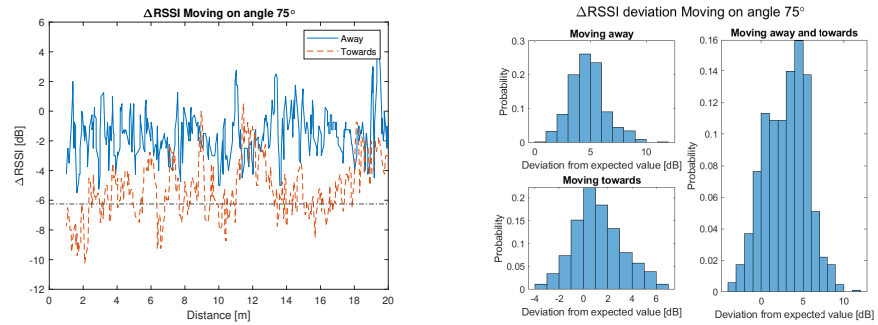 ΔRSSI Moving on angle 75°
6
4
2
0
-2
-4
-6
-8
-10
-12
Δ RSSI [dB]
0 2 4 6 8 10 12 14 16 18 20
Distance [m]
Away
Towards
ΔRSSI deviation Moving on angle 75°
Moving away
0.3
0.2
0.1
0
Probability
0 5 10
Deviation from expected value [dB]
Moving towards
0.2
0.15
0.1
0.05
0
Probability
-4 -2 0 2 4 6
Deviation from expected value [dB]
Moving away and towards
0.16
0.14
0.12
0.1
0.08
0.06
0.04
0.02
0
Probability
0 5 10
Deviation from expected value [dB]